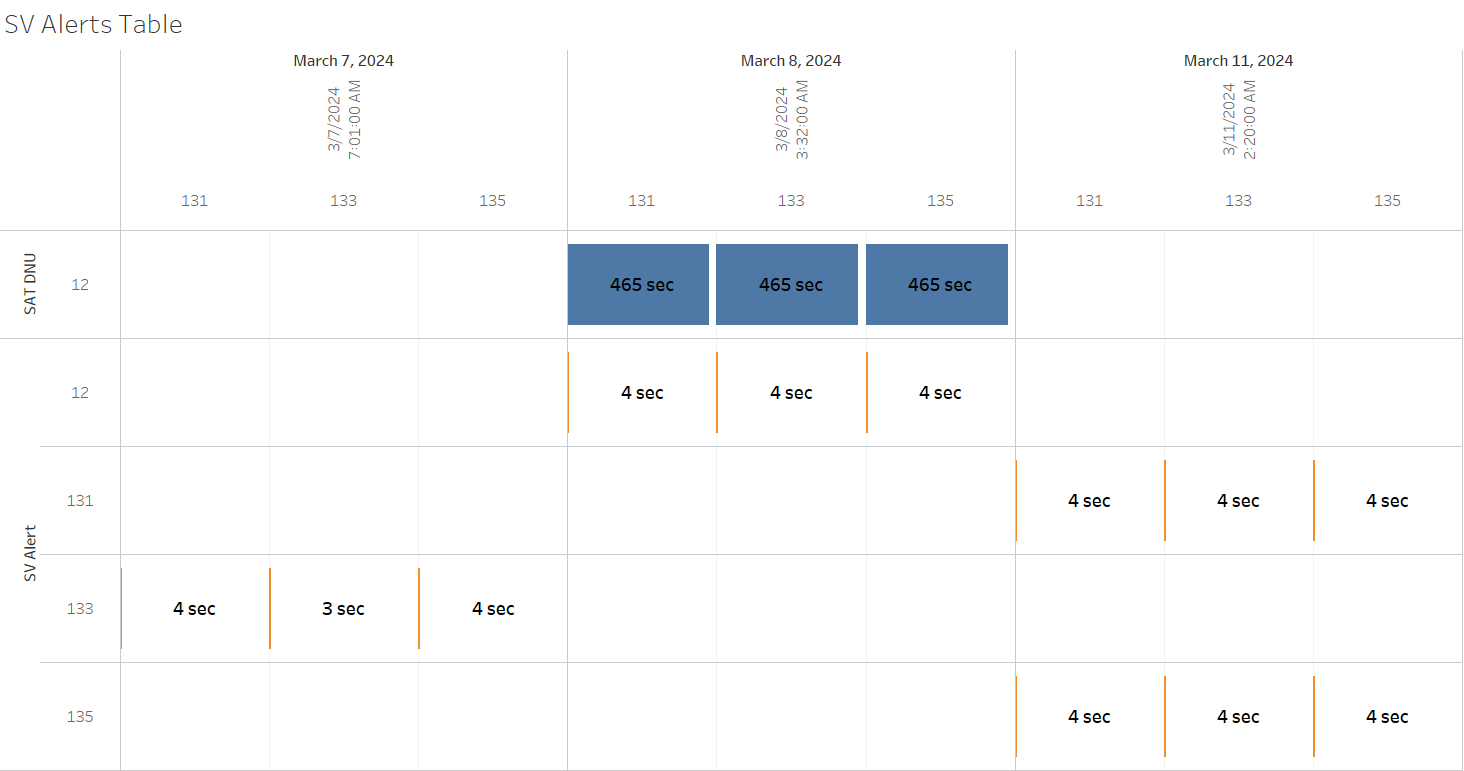 SV Alerts Table
March 7, 2024 March 8, 2024 March 11, 2024
3/7/2024
7:01:00 AM
3/8/2024
3:32:00 AM
3/11/2024
2:20:00 AM
131 133 135 131 133 135 131 133 135
SAT DNU
12 465 sec 465 sec 465 sec
SV Alert
12 4 sec 4 sec 4 sec
131 4 sec 4 sec 4 sec
133 4 sec 3 sec 4 sec
135 4 sec 4 sec 4 sec